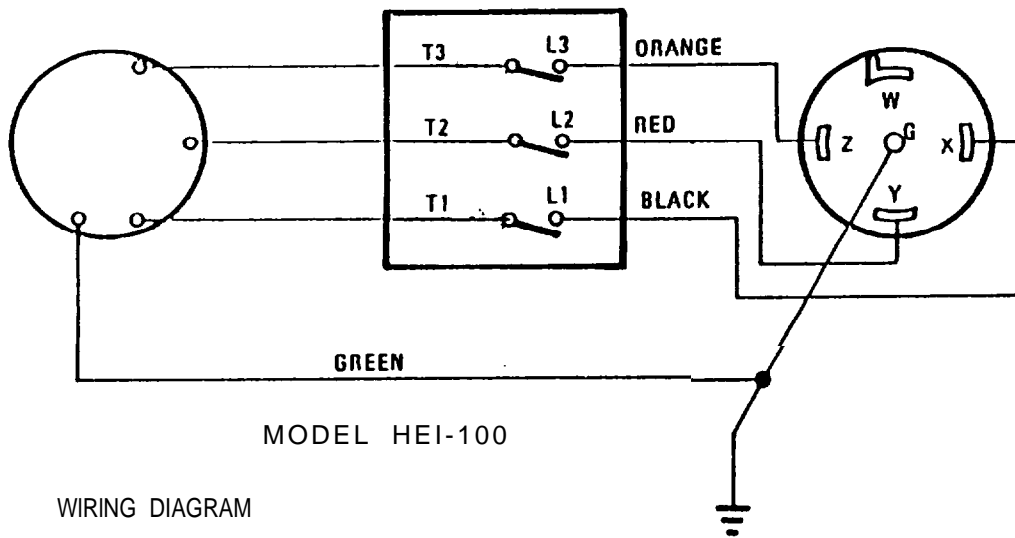 T3 L3 ORANGE
W
T2 L2 RED
Z G X
Y
T1 L1 BLACK
GREEN
MODEL HEI-100
WIRING DIAGRAM